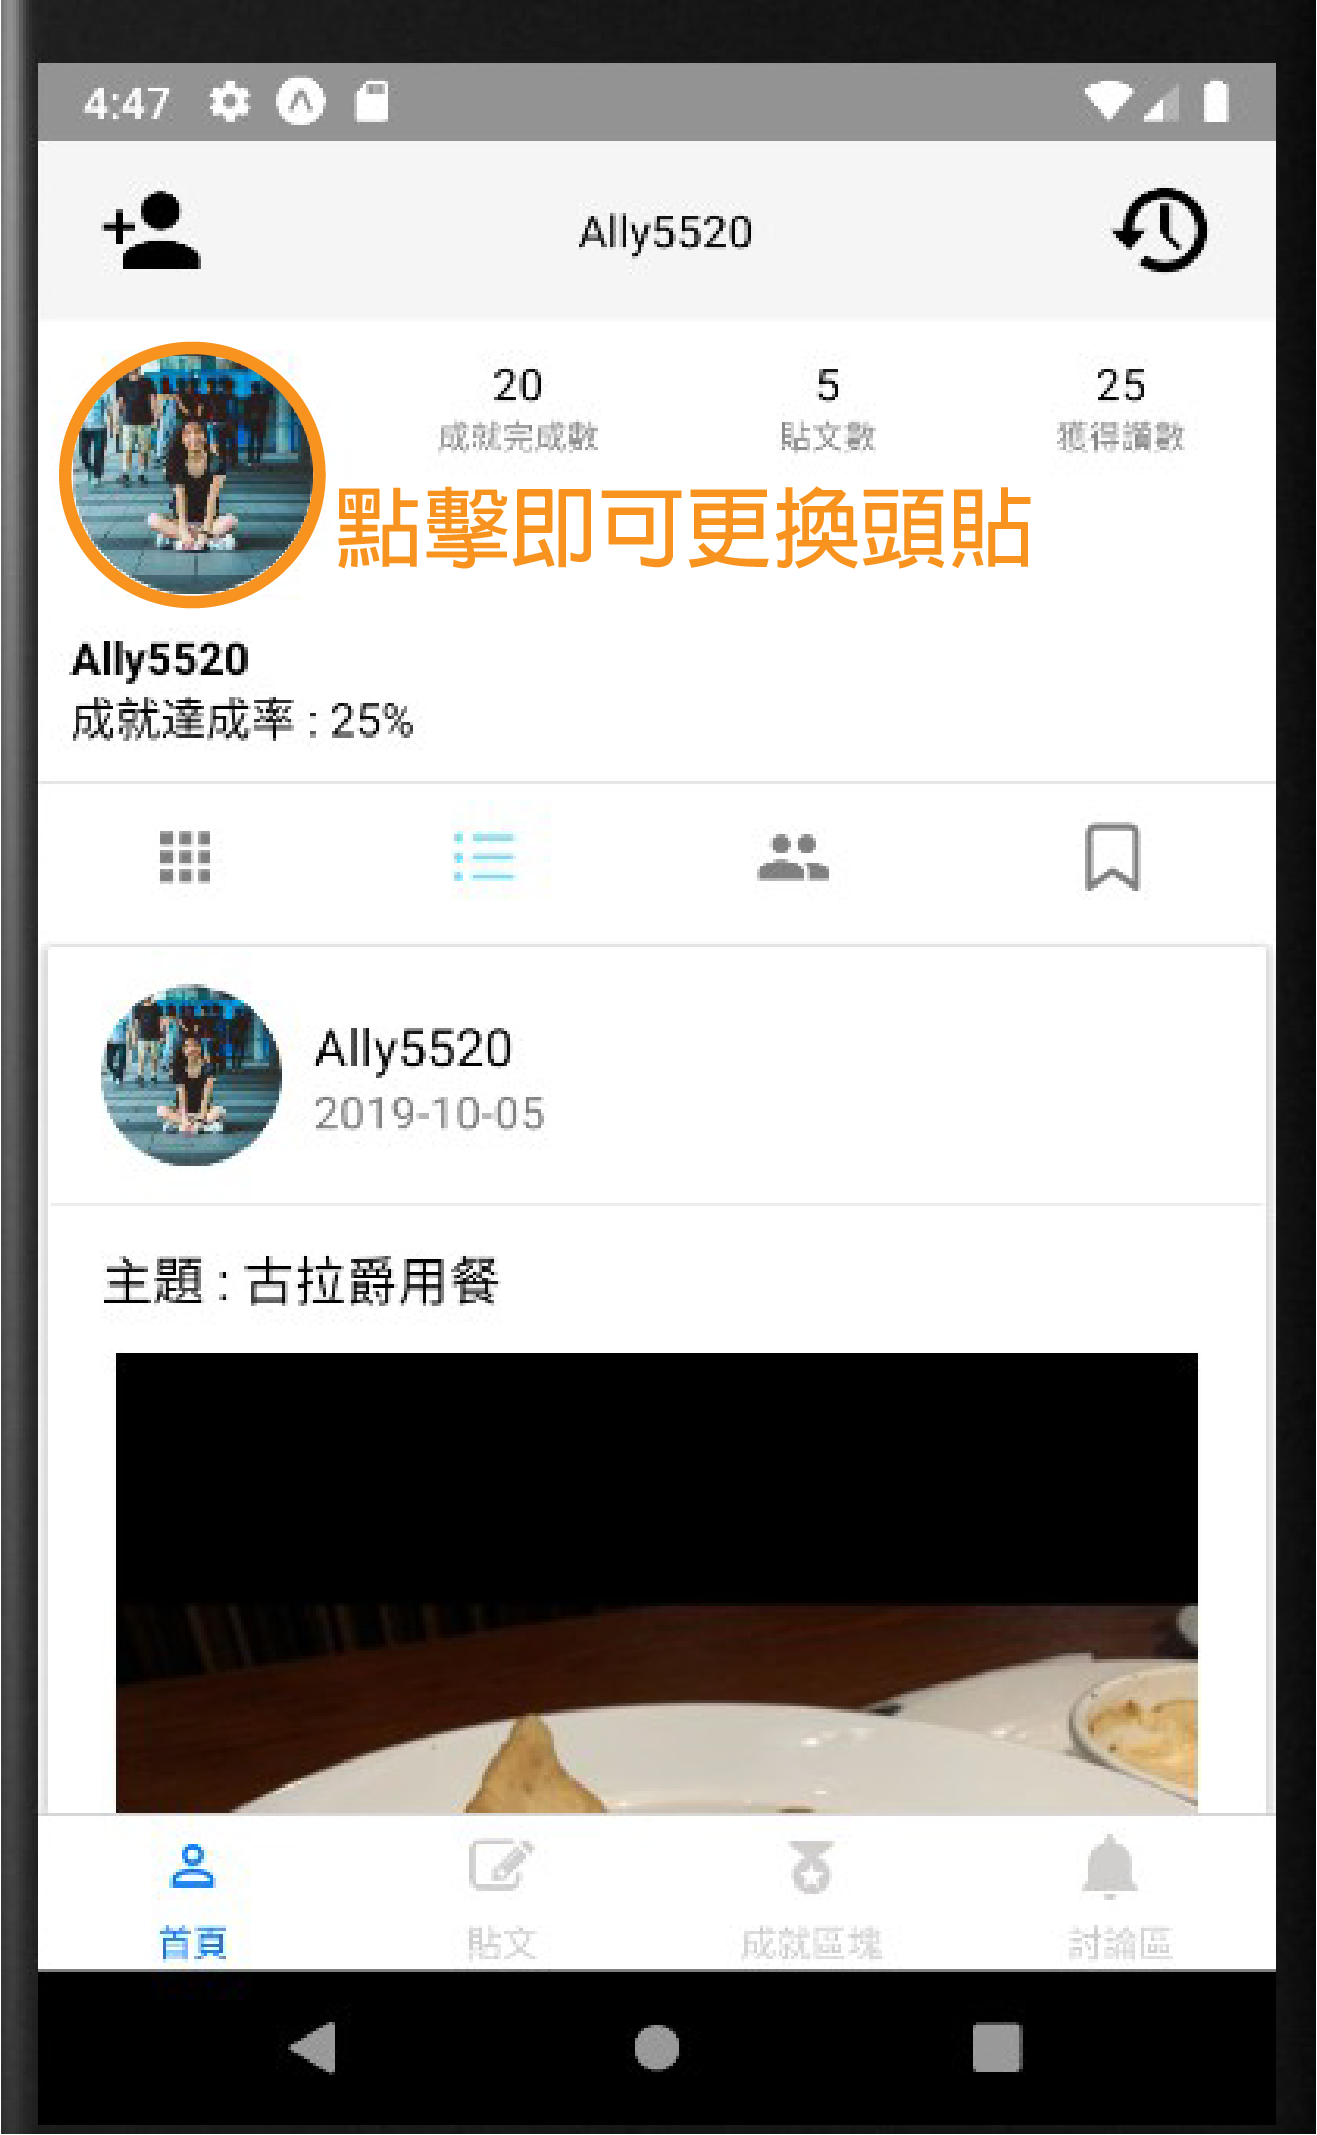 4:47
Ally5520
20
成就完成數
5
貼文數
25
獲得讚數
點擊即可更換頭貼
Ally5520
成就達成率 : 25%
Ally5520
2019-10-05
主題 : 古拉爵用餐
首頁
貼文
成就區塊
討論區